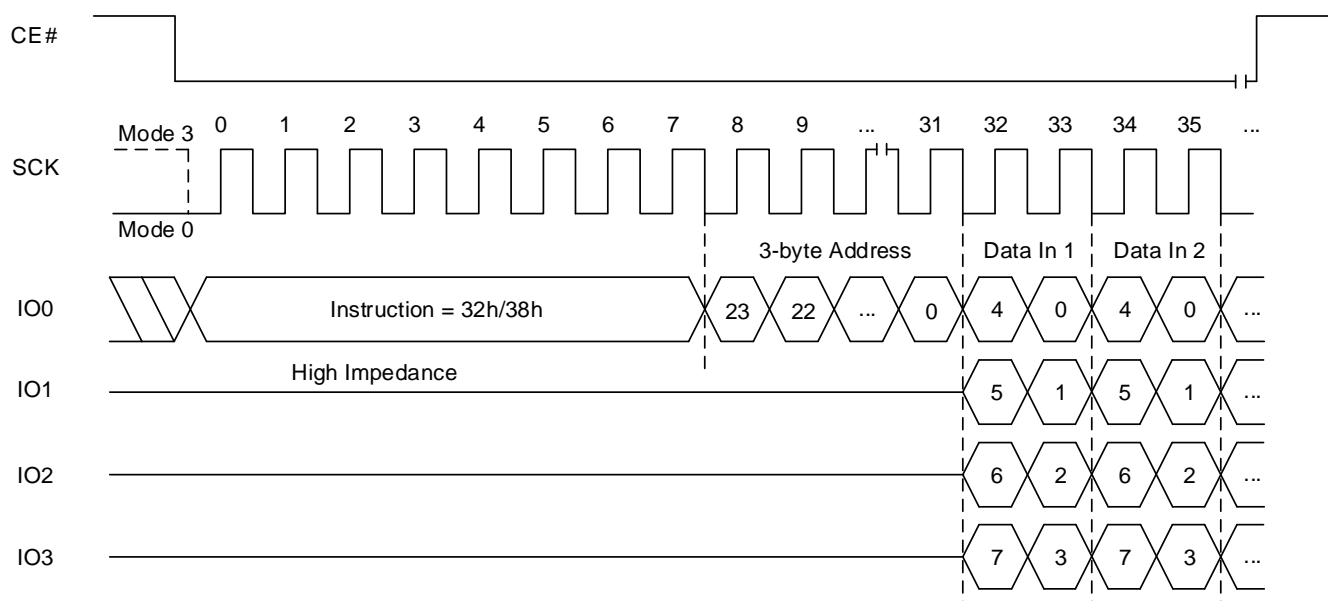 CE#
Mode 3 0 1 2 3 4 5 6 7 8 9 ... 31 32 33 34 35 ...
SCK
Mode 0
3-byte Address Data In 1 Data In 2
IO0 Instruction = 32h/38h 23 22 ... 0 4 0 4 0 ...
High Impedance
IO1 5 1 5 1 ...
IO2 6 2 6 2 ...
IO3 7 3 7 3 ...